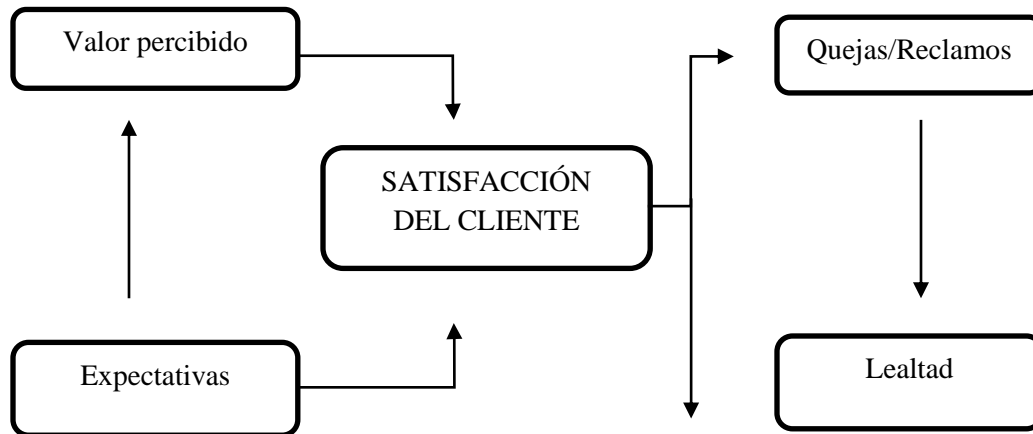 Valor percibido
Quejas/Reclamos
SATISFACCIÓN
DEL CLIENTE
Expectativas
Lealtad